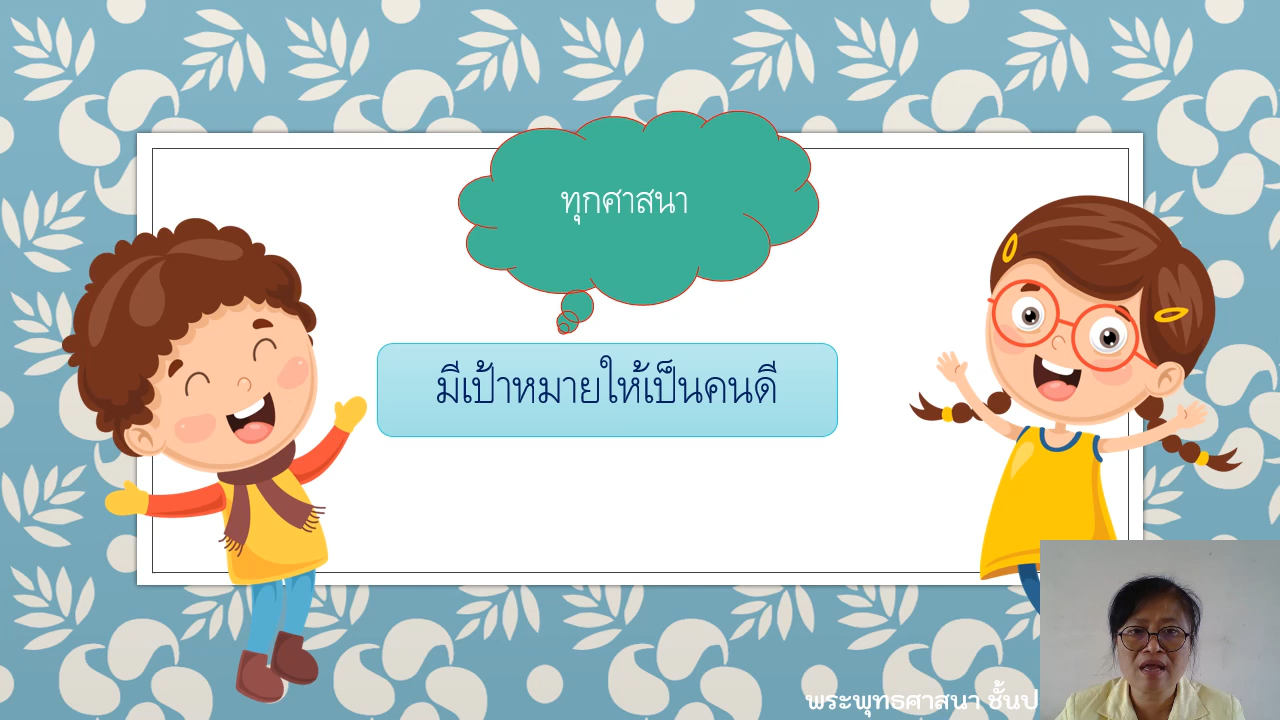 ทุกศาสนา
มีเป้าหมายให้เป็นคนดี
พระพุทธศาสนา ชั้นป